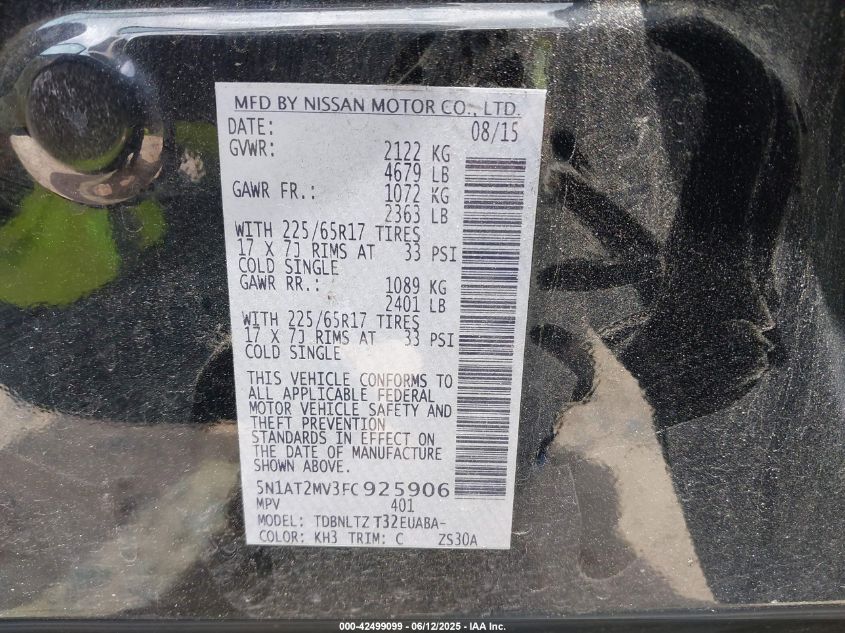 MFD BY NISSAN MOTOR CO., LTD.
DATE: 08/15
GVWR: 2122 KG
4679 LB
GAWR FR.: 1072 KG
2363 LB
WITH 225/65R17 TIRES
17 X 7J RIMS AT 33 PSI
COLD SINGLE
GAWR RR.: 1089 KG
2401 LB
WITH 225/65R17 TIRES
17 X 7J RIMS AT 33 PSI
COLD SINGLE
THIS VEHICLE CONFORMS TO
ALL APPLICABLE FEDERAL
MOTOR VEHICLE SAFETY AND
THEFT PREVENTION
STANDARDS IN EFFECT ON
THE DATE OF MANUFACTURE
SHOWN ABOVE.
5N1AT2MV3FC925906
MPV 401
MODEL: TDBNLTZ T32EUABA-
COLOR: KH3 TRIM: C ZS30A
000-42499099 - 06/12/2025 - IAA Inc.